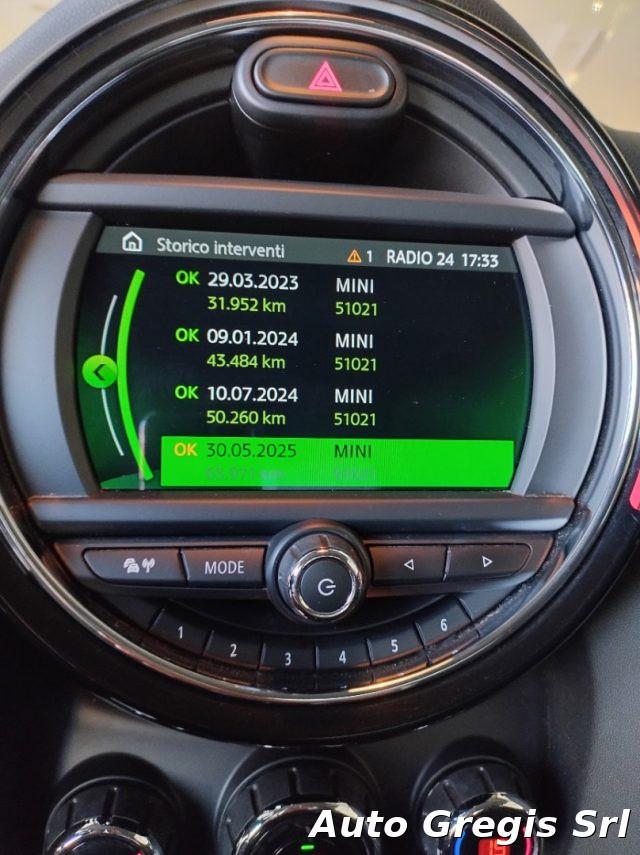 Storico interventi 1 RADIO 24 17:33
OK 29.03.2023 MINI
31.952 km 51021
OK 09.01.2024 MINI
43.484 km 51021
OK 10.07.2024 MINI
50.260 km 51021
OK 30.05.2025 MINI
km
MODE
1 2 3 4 5 6
Auto Gregis Srl